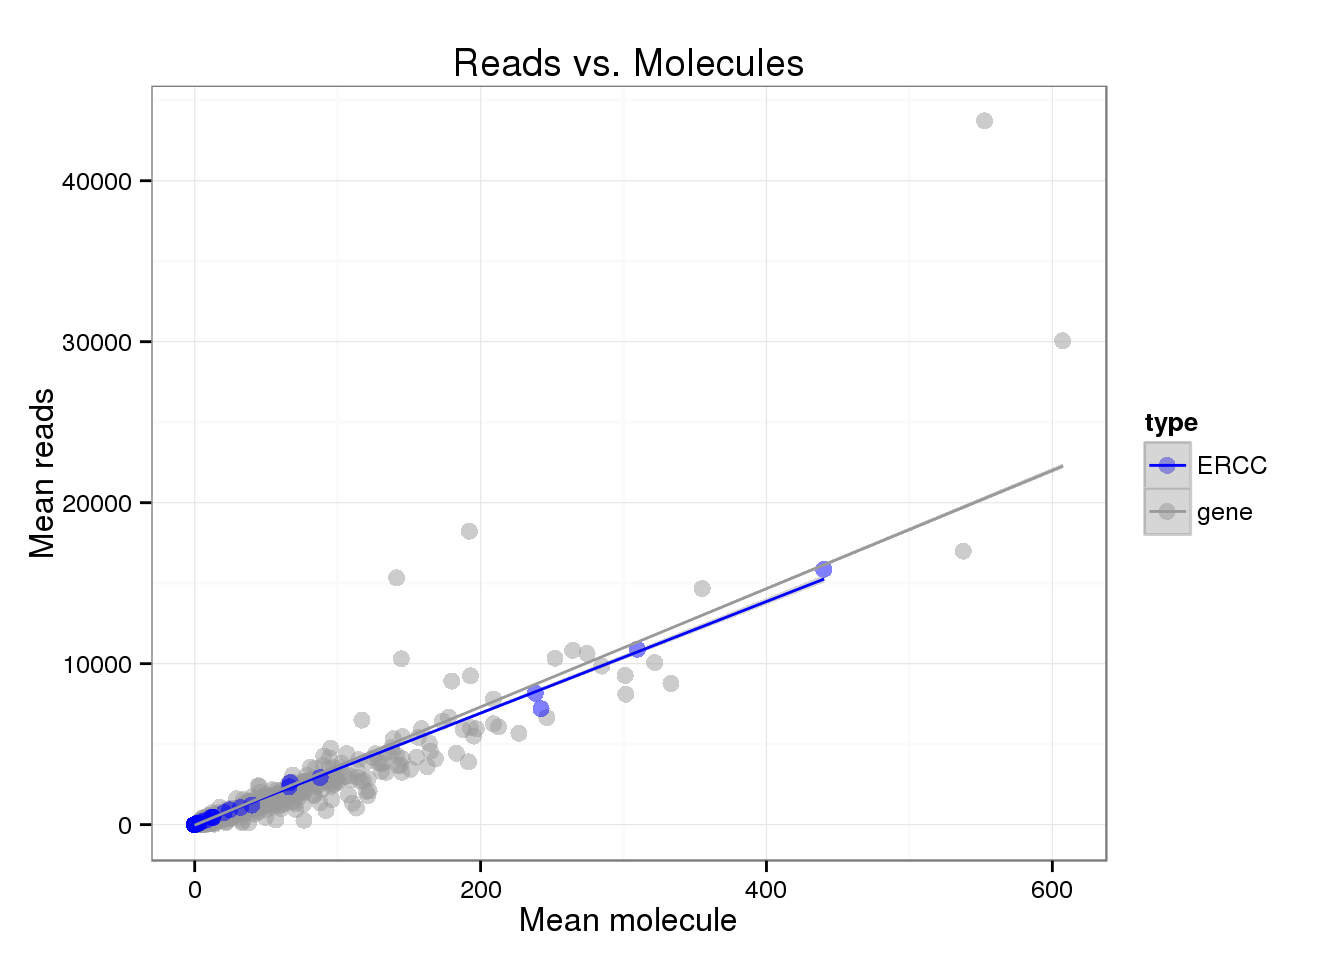 Reads vs. Molecules
40000
30000
20000
10000
0
Mean reads
0 200 400 600
Mean molecule
type
ERCC
gene